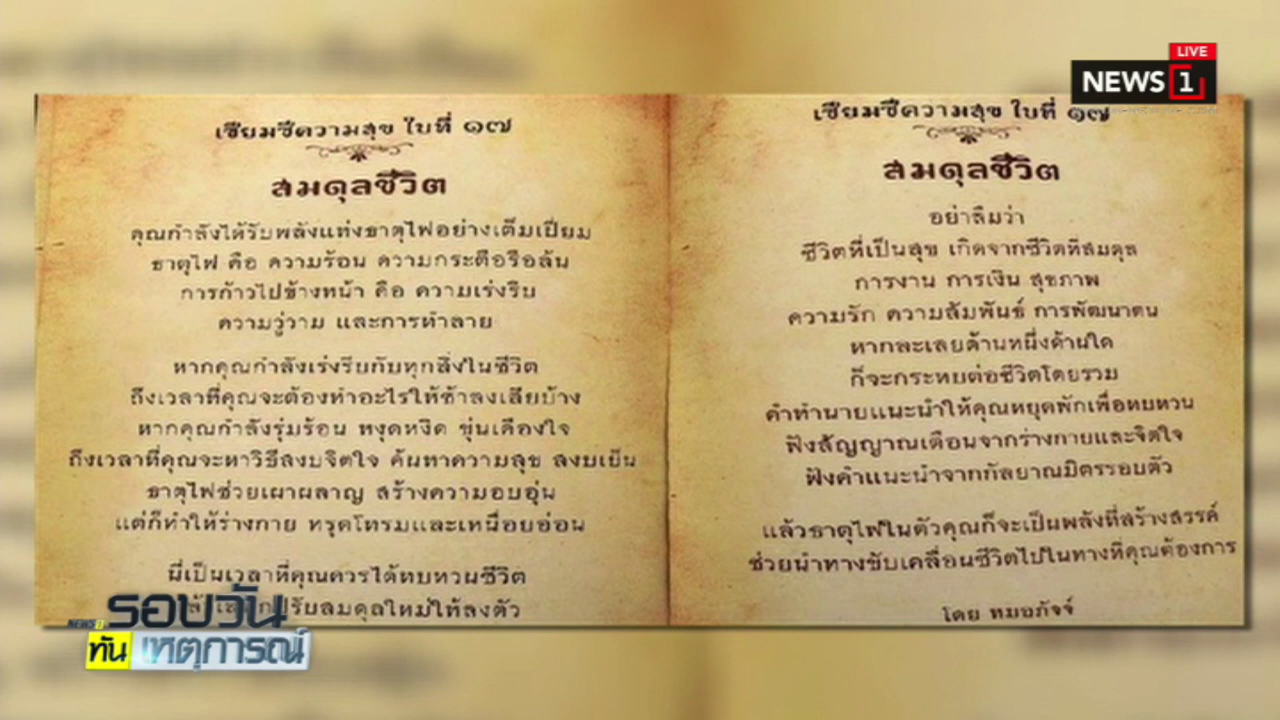 LIVE
NEWS 1
เซียมซีความสุข ใบที่ ๑๗
สมดุลชีวิต
คุณกำลังได้รับพลังแห่งธาตุไฟอย่างเต็มเปี่ยม
ธาตุไฟ คือ ความร้อน ความกระตือรือล้น
การก้าวไปข้างหน้า คือ ความเร่งรีบ
ความวู่วาม และการทำลาย
หากคุณกำลังเร่งรีบกับทุกสิ่งในชีวิต
ถึงเวลาที่คุณจะต้องทำอะไรให้ช้าลงเสียบ้าง
หากคุณกำลังรุ่มร้อน หงุดหงิด ขุ่นเคืองใจ
ถึงเวลาที่คุณจะหาวิธีสงบจิตใจ ค้นหาความสุข สงบเย็น
ธาตุไฟช่วยเผาผลาญ สร้างความอบอุ่น
แต่ก็ทำให้ร่างกาย ทรุดโทรมและเหนื่อยอ่อน
นี่เป็นเวลาที่คุณควรได้ทบทวนชีวิต
ปรับสมดุลใหม่ให้ลงตัว
เซียมซีความสุข ใบที่ ๑๗
สมดุลชีวิต
อย่าลืมว่า
ชีวิตที่เป็นสุข เกิดจากชีวิตที่สมดุล
การงาน การเงิน สุขภาพ
ความรัก ความสัมพันธ์ การพัฒนาตน
หากละเลยด้านหนึ่งด้านใด
ก็จะกระทบต่อชีวิตโดยรวม
คำทำนายแนะนำให้คุณหยุดพักเพื่อทบทวน
ฟังสัญญาณเตือนจากร่างกายและจิตใจ
ฟังคำแนะนำจากกัลยาณมิตรรอบตัว
แล้วธาตุไฟในตัวคุณก็จะเป็นพลังที่สร้างสรรค์
ช่วยนำทางขับเคลื่อนชีวิตไปในทางที่คุณต้องการ
โดย หมอภัจจ์
NEWS1
รอบวัน
ทัน เหตุการณ์